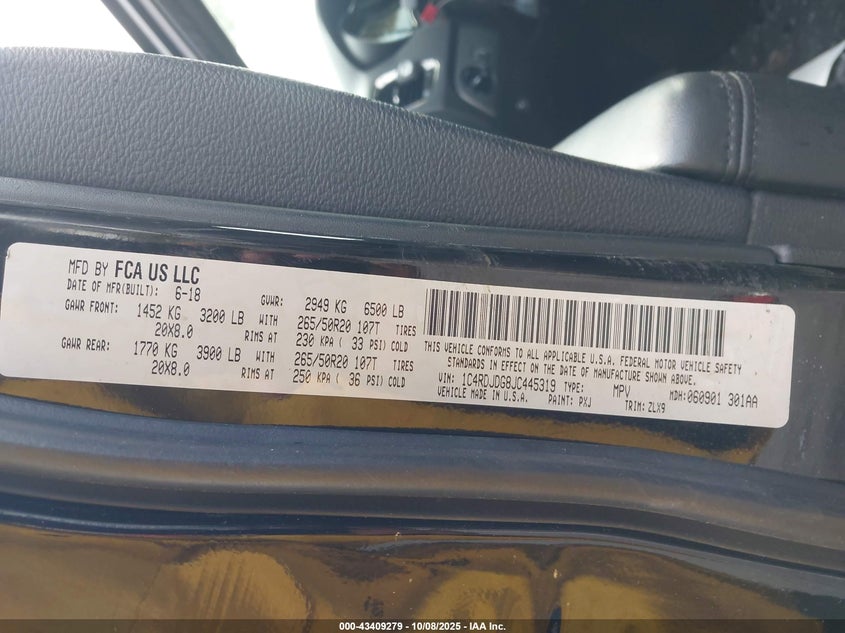 MFD BY FCA US LLC
DATE OF MFR(BUILT): 6-18 GVWR: 2949 KG 6500 LB
GAWR FRONT: 1452 KG 3200 LB WITH 265/50R20 107T TIRES
20X8.0 RIMS AT 230 KPA ( 33 PSI) COLD
GAWR REAR: 1770 KG 3900 LB WITH 265/50R20 107T TIRES
20X8.0 RIMS AT 250 KPA ( 36 PSI) COLD
THIS VEHICLE CONFORMS TO ALL APPLICABLE U.S.A. FEDERAL MOTOR VEHICLE SAFETY
STANDARDS IN EFFECT ON THE DATE OF MANUFACTURE SHOWN ABOVE.
VIN: 1C4RDJDG8JC445319 TYPE: MPV MDH:060901 301AA
VEHICLE MADE IN U.S.A. PAINT: PXJ TRIM: ZLX9
000-43409279 - 10/08/2025 - IAA Inc.